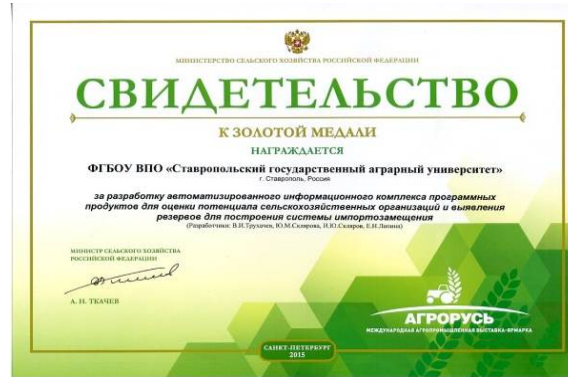 МИНИСТЕРСТВО СЕЛЬСКОГО ХОЗЯЙСТВА РОССИЙСКОЙ ФЕДЕРАЦИИ
СВИДЕТЕЛЬСТВО
К ЗОЛОТОЙ МЕДАЛИ
НАГРАЖДАЕТСЯ
ФГБОУ ВПО «Ставропольский государственный аграрный университет»
г. Ставрополь, Россия
за разработку автоматизированного информационного комплекса программных
продуктов для оценки потенциала сельскохозяйственных организаций и выявления
резервов для построения системы импортозамещения
(Разработчики: В.И.Трухачев, Ю.М.Склярова, И.Ю.Скляров, Е.Н.Лапина)
МИНИСТР СЕЛЬСКОГО ХОЗЯЙСТВА
РОССИЙСКОЙ ФЕДЕРАЦИИ
А. Н. ТКАЧЕВ
АГРОРУСЬ
МЕЖДУНАРОДНАЯ АГРОПРОМЫШЛЕННАЯ ВЫСТАВКА-ЯРМАРКА
САНКТ-ПЕТЕРБУРГ
2015